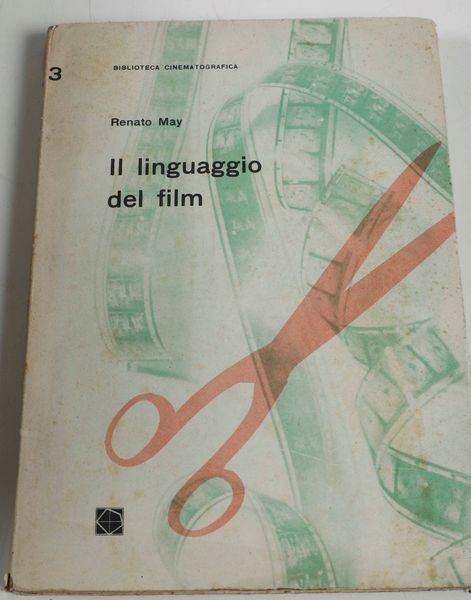 3
BIBLIOTECA CINEMATOGRAFICA
Renato May
Il linguaggio
del film